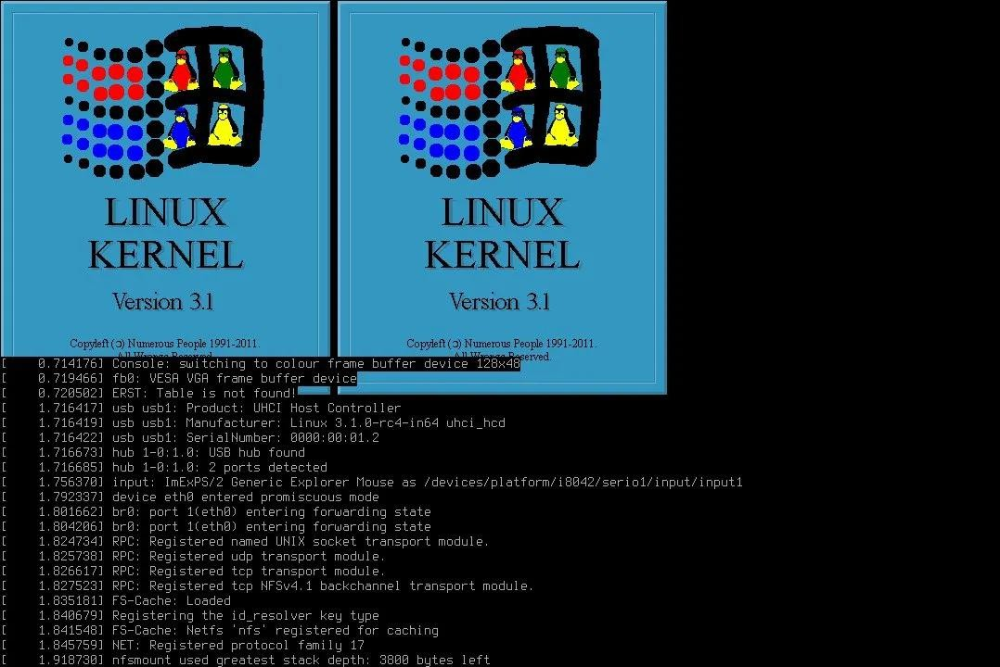 LINUX
KERNEL
Version 3.1
Copyleft (ɔ) Numerous People 1991-2011.
All Wrongs Reserved.
LINUX
KERNEL
Version 3.1
Copyleft (ɔ) Numerous People 1991-2011.
All Wrongs Reserved.
[    0.714176] Console: switching to colour frame buffer device 128x48
[    0.719466] fb0: VESA VGA frame buffer device
[    0.720502] ERST: Table is not found!
[    1.716417] usb usb1: Product: UHCI Host Controller
[    1.716419] usb usb1: Manufacturer: Linux 3.1.0-rc4-in64 uhci_hcd
[    1.716422] usb usb1: SerialNumber: 0000:00:01.2
[    1.716673] hub 1-0:1.0: USB hub found
[    1.716685] hub 1-0:1.0: 2 ports detected
[    1.756370] input: ImExPS/2 Generic Explorer Mouse as /devices/platform/i8042/serio1/input/input1
[    1.792337] device eth0 entered promiscuous mode
[    1.801662] br0: port 1(eth0) entering forwarding state
[    1.804206] br0: port 1(eth0) entering forwarding state
[    1.824734] RPC: Registered named UNIX socket transport module.
[    1.825738] RPC: Registered udp transport module.
[    1.826617] RPC: Registered tcp transport module.
[    1.827523] RPC: Registered tcp NFSv4.1 backchannel transport module.
[    1.835181] FS-Cache: Loaded
[    1.840679] Registering the id_resolver key type
[    1.841548] FS-Cache: Netfs 'nfs' registered for caching
[    1.845759] NET: Registered protocol family 17
[    1.918730] nfsmount used greatest stack depth: 3800 bytes left